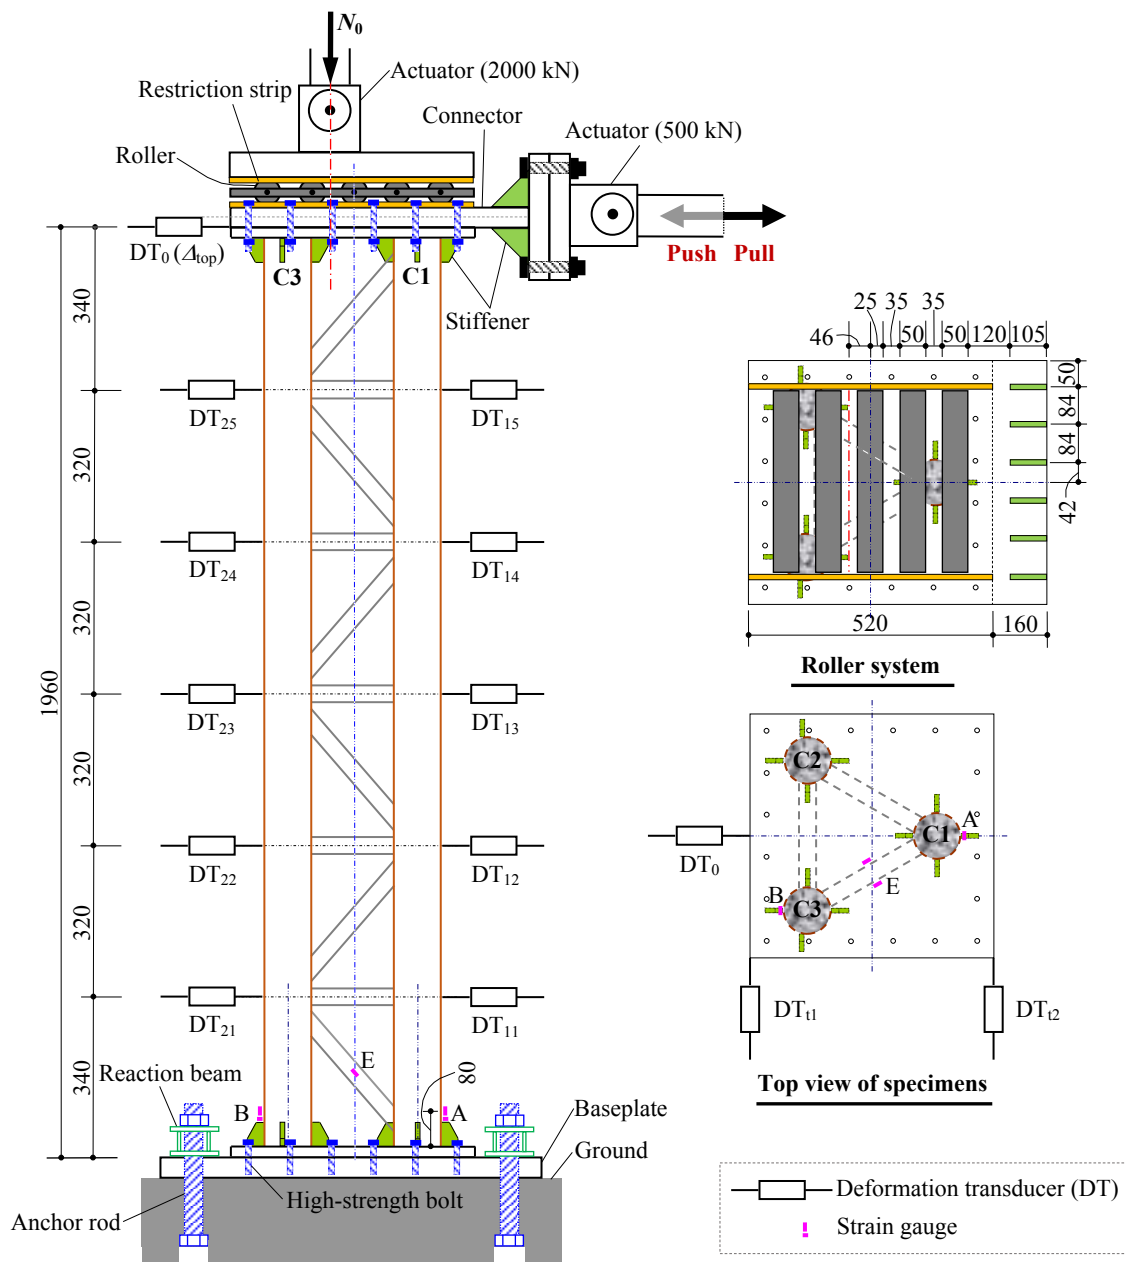 N₀
Actuator (2000 kN)
Restriction strip
Connector
Actuator (500 kN)
Roller
DT₀ (Δtop)
Push Pull
C3
C1
Stiffener
340
320
320
320
320
340
1960
DT₂₅
DT₁₅
DT₂₄
DT₁₄
DT₂₃
DT₁₃
DT₂₂
DT₁₂
DT₂₁
DT₁₁
E
80
Reaction beam
B
A
Baseplate
Ground
High-strength bolt
Anchor rod
25
35
35
46
50
50
120
105
50
84
84
42
520
160
Roller system
C2
C1
A
DT₀
E
B
C3
DTt1
DTt2
Top view of specimens
Deformation transducer (DT)
Strain gauge